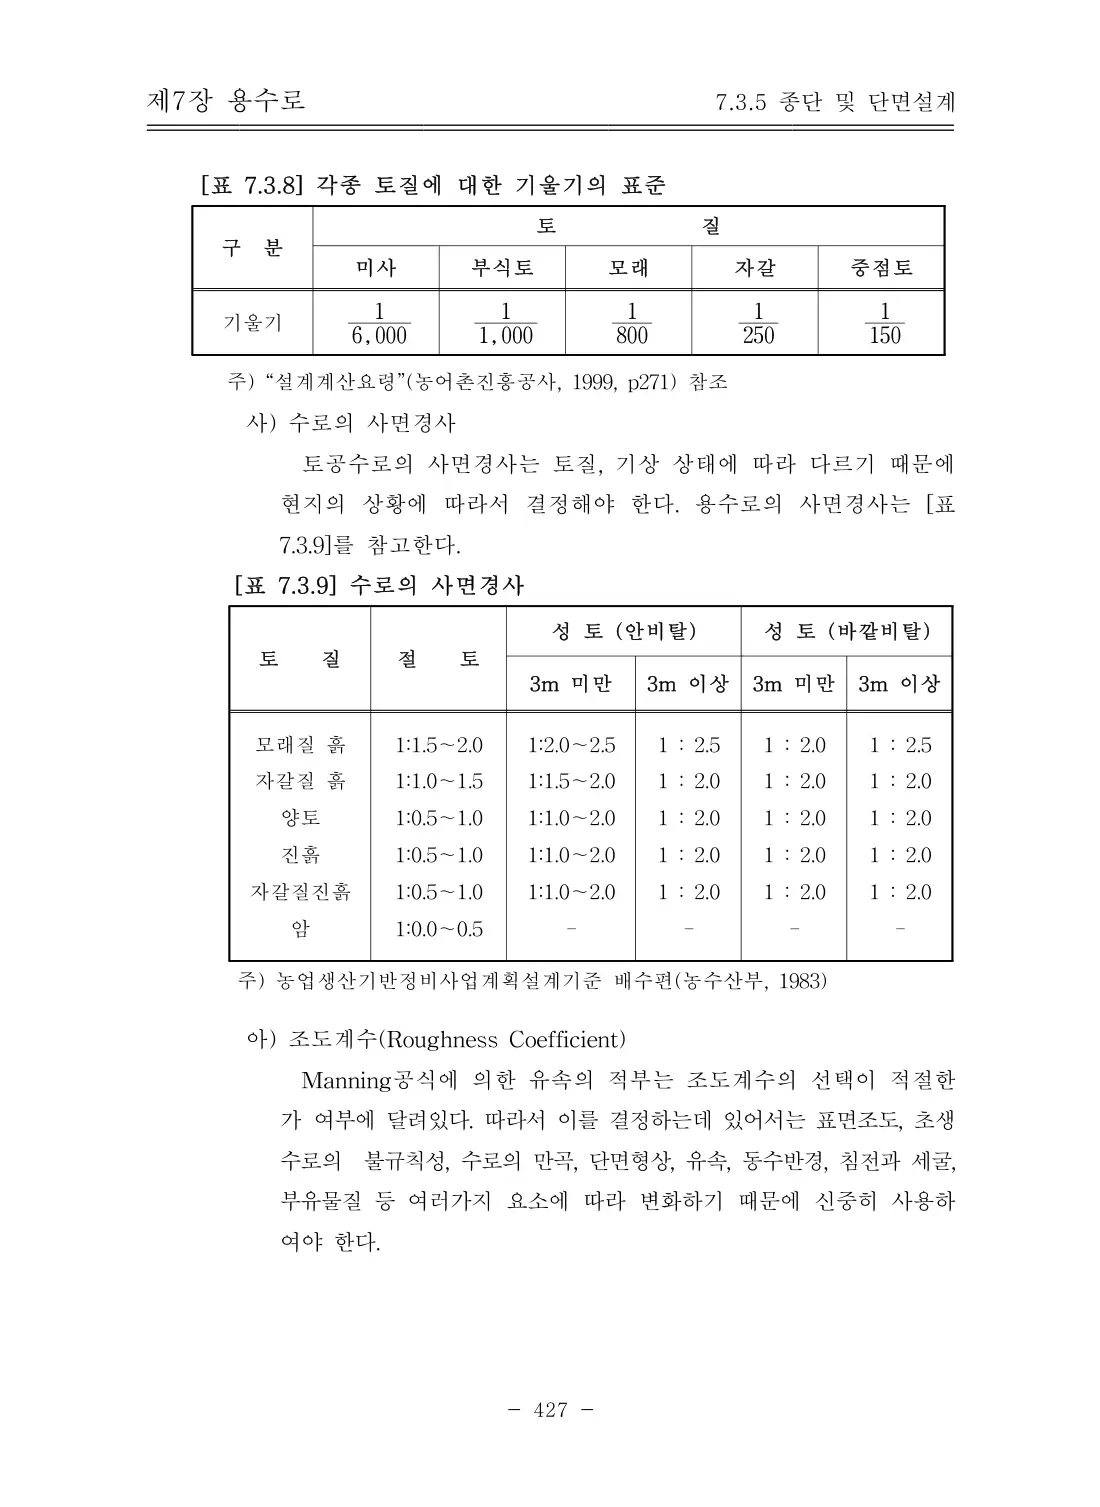 제7장 용수로 7.3.5 종단 및 단면설계
[표 7.3.8] 각종 토질에 대한 기울기의 표준
구 분 토 질
미사 부식토 모래 자갈 중점토
기울기 1/6,000 1/1,000 1/800 1/250 1/150
주) “설계계산요령”(농어촌진흥공사, 1999, p271) 참조
사) 수로의 사면경사
토공수로의 사면경사는 토질, 기상 상태에 따라 다르기 때문에
현지의 상황에 따라서 결정해야 한다. 용수로의 사면경사는 [표
7.3.9]를 참고한다.
[표 7.3.9] 수로의 사면경사
토 질 절 토 성 토 (안비탈) 성 토 (바깥비탈)
3m 미만 3m 이상 3m 미만 3m 이상
모래질 흙 1:1.5~2.0 1:2.0~2.5 1 : 2.5 1 : 2.0 1 : 2.5
자갈질 흙 1:1.0~1.5 1:1.5~2.0 1 : 2.0 1 : 2.0 1 : 2.0
양토 1:0.5~1.0 1:1.0~2.0 1 : 2.0 1 : 2.0 1 : 2.0
진흙 1:0.5~1.0 1:1.0~2.0 1 : 2.0 1 : 2.0 1 : 2.0
자갈질진흙 1:0.5~1.0 1:1.0~2.0 1 : 2.0 1 : 2.0 1 : 2.0
암 1:0.0~0.5 - - - -
주) 농업생산기반정비사업계획설계기준 배수편(농수산부, 1983)
아) 조도계수(Roughness Coefficient)
Manning공식에 의한 유속의 적부는 조도계수의 선택이 적절한
가 여부에 달려있다. 따라서 이를 결정하는데 있어서는 표면조도, 초생
수로의 불규칙성, 수로의 만곡, 단면형상, 유속, 동수반경, 침전과 세굴,
부유물질 등 여러가지 요소에 따라 변화하기 때문에 신중히 사용하
여야 한다.
- 427 -